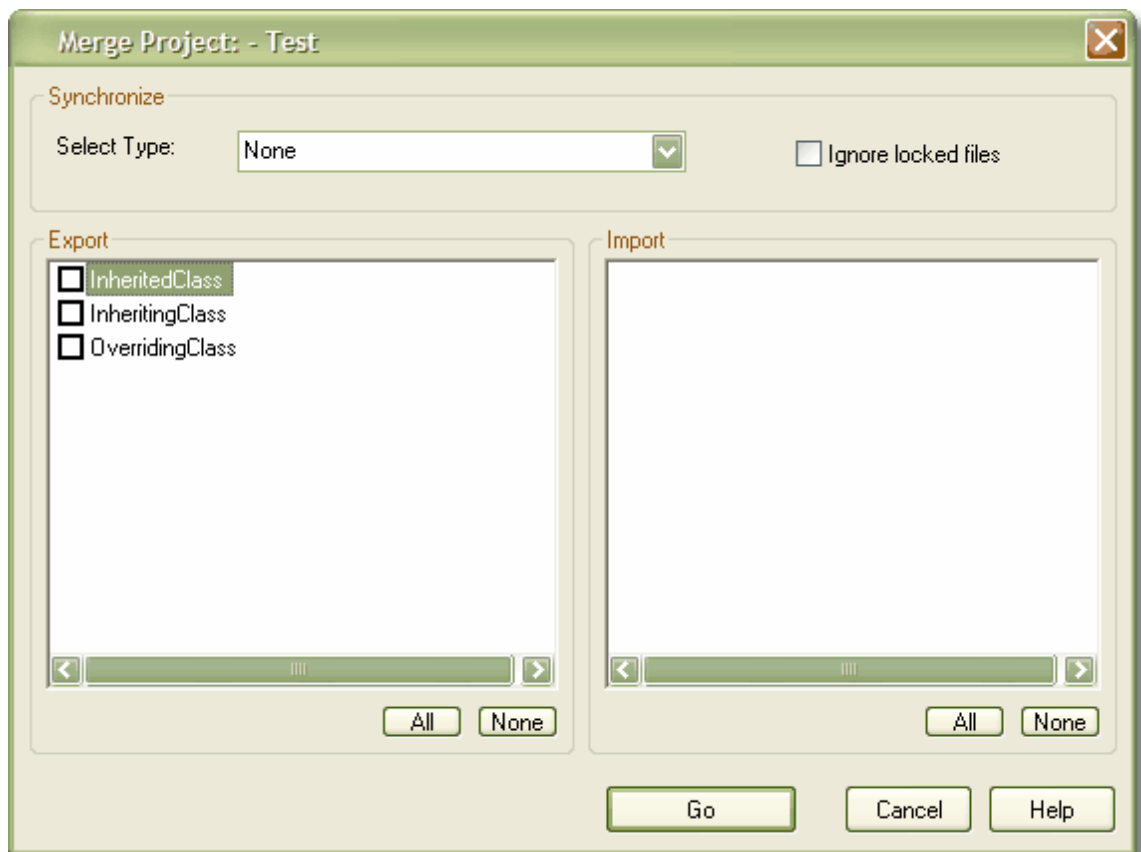 Merge Project: - Test
Synchronize
Select Type:
None
Ignore locked files
Export
InheritedClass
InheritingClass
OverridingClass
All
None
Import
All
None
Go
Cancel
Help